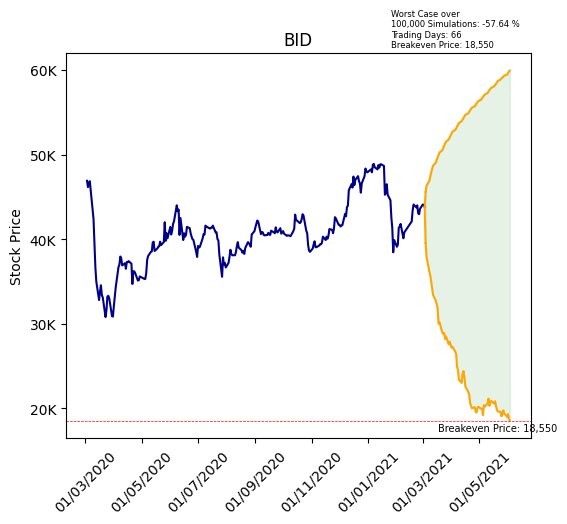 Worst Case over
100,000 Simulations: -57.64 %
Trading Days: 66
Breakeven Price: 18,550
BID
60K
50K
40K
30K
20K
Stock Price
Breakeven Price: 18,550
01/03/2020
01/05/2020
01/07/2020
01/09/2020
01/11/2020
01/01/2021
01/03/2021
01/05/2021